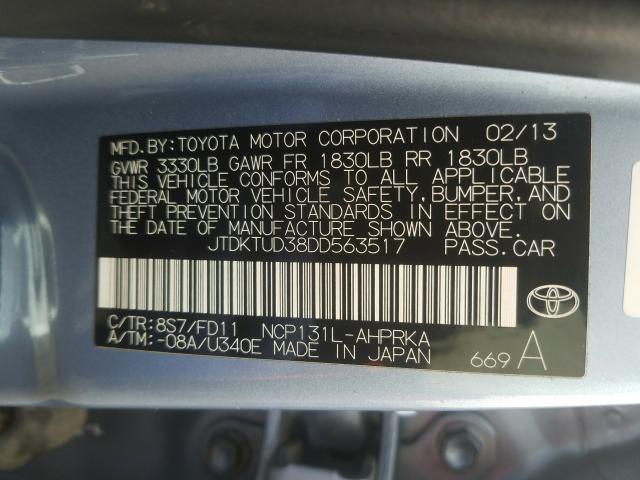 MFD.BY:TOYOTA MOTOR CORPORATION 02/13
GVWR 3330LB GAWR FR 1830LB RR 1830LB
THIS VEHICLE CONFORMS TO ALL APPLICABLE
FEDERAL MOTOR VEHICLE SAFETY,BUMPER,AND
THEFT PREVENTION STANDARDS IN EFFECT ON
THE DATE OF MANUFACTURE SHOWN ABOVE.
JTDKTUD38DD563517 PASS.CAR
C/TR:8S7/FD11 NCP131L-AHPRKA
A/TM:-08A/U340E MADE IN JAPAN
669 A